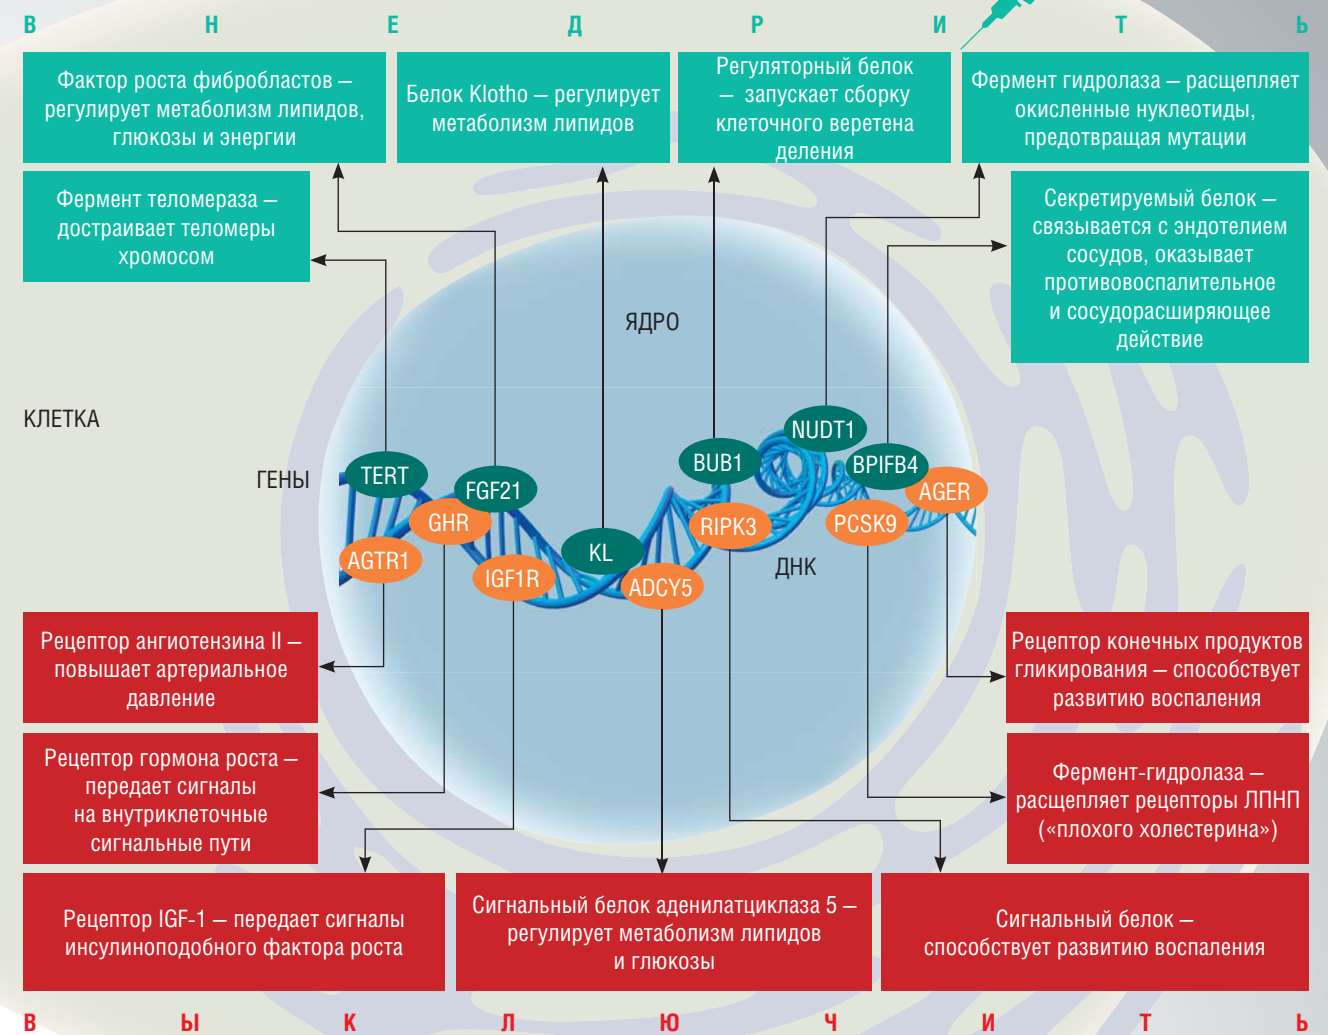 В Н Е Д Р И Т Ь
Фактор роста фибробластов –
регулирует метаболизм липидов,
глюкозы и энергии
Белок Klotho – регулирует
метаболизм липидов
Регуляторный белок
– запускает сборку
клеточного веретена
деления
Фермент гидролаза – расщепляет
окисленные нуклеотиды,
предотвращая мутации
Фермент теломераза –
достраивает теломеры
хромосом
Секретируемый белок –
связывается с эндотелием
сосудов, оказывает
противовоспалительное
и сосудорасширяющее
действие
ЯДРО
КЛЕТКА
ГЕНЫ
TERT
FGF21
KL
BUB1
NUDT1
BPIFB4
AGTR1
GHR
IGF1R
ADCY5
RIPK3
PCSK9
AGER
ДНК
Рецептор ангиотензина II –
повышает артериальное
давление
Рецептор конечных продуктов
гликирования – способствует
развитию воспаления
Рецептор гормона роста –
передает сигналы
на внутриклеточные
сигнальные пути
Фермент-гидролаза –
расщепляет рецепторы ЛПНП
(«плохого холестерина»)
Рецептор IGF-1 – передает сигналы
инсулиноподобного фактора роста
Сигнальный белок аденилатциклаза 5 –
регулирует метаболизм липидов
и глюкозы
Сигнальный белок –
способствует развитию воспаления
В Ы К Л Ю Ч И Т Ь